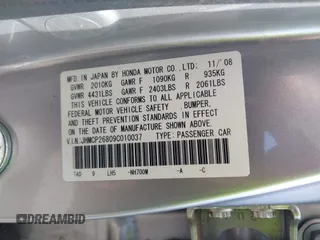 MFD. IN JAPAN BY HONDA MOTOR CO.,LTD. 11/'08
GVWR 2010KG GAWR F 1090KG R 935KG
GVWR 4431LBS GAWR F 2403LBS R 2061LBS
THIS VEHICLE CONFORMS TO ALL APPLICABLE
FEDERAL MOTOR VEHICLE SAFETY, BUMPER,
AND THEFT PREVENTION STANDARDS IN EFFECT
ON THE DATE OF MANUFACTURE SHOWN ABOVE.
V.I.N.:JHMCP26809C010037 TYPE: PASSENGER CAR
TA0 9 LH5 -NH700M -A -C
DREAMBID